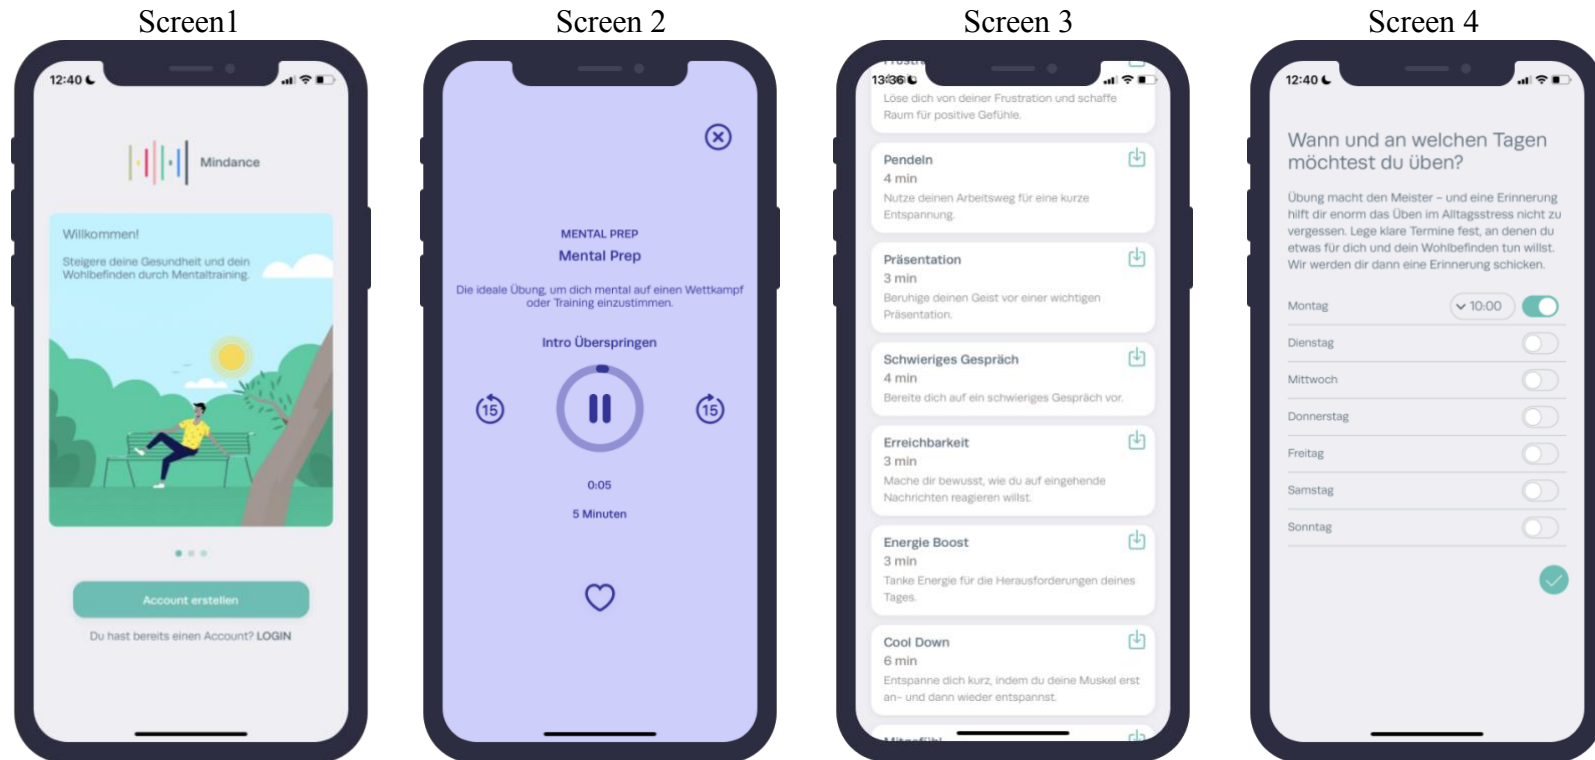 Screen1
12:40
Mindance
Willkommen!
Steigere deine Gesundheit und dein
Wohlbefinden durch Mentaltraining.
Account erstellen
Du hast bereits einen Account? LOGIN
Screen 2
MENTAL PREP
Mental Prep
Die ideale Übung, um dich mental auf einen Wettkampf
oder Training einzustimmen.
Intro Überspringen
15
15
0:05
5 Minuten
Screen 3
13:36
Löse dich von deiner Frustration und schaffe
Raum für positive Gefühle.
Pendeln
4 min
Nutze deinen Arbeitsweg für eine kurze
Entspannung.
Präsentation
3 min
Beruhige deinen Geist vor einer wichtigen
Präsentation.
Schwieriges Gespräch
4 min
Bereite dich auf ein schwieriges Gespräch vor.
Erreichbarkeit
3 min
Mache dir bewusst, wie du auf eingehende
Nachrichten reagieren willst.
Energie Boost
3 min
Tanke Energie für die Herausforderungen deines
Tages.
Cool Down
6 min
Entspanne dich kurz, indem du deine Muskel erst
an- und dann wieder entspannst.
Mitgefühl
Screen 4
12:40
Wann und an welchen Tagen
möchtest du üben?
Übung macht den Meister – und eine Erinnerung
hilft dir enorm das Üben im Alltagsstress nicht zu
vergessen. Lege klare Termine fest, an denen du
etwas für dich und dein Wohlbefinden tun willst.
Wir werden dir dann eine Erinnerung schicken.
Montag 10:00
Dienstag
Mittwoch
Donnerstag
Freitag
Samstag
Sonntag